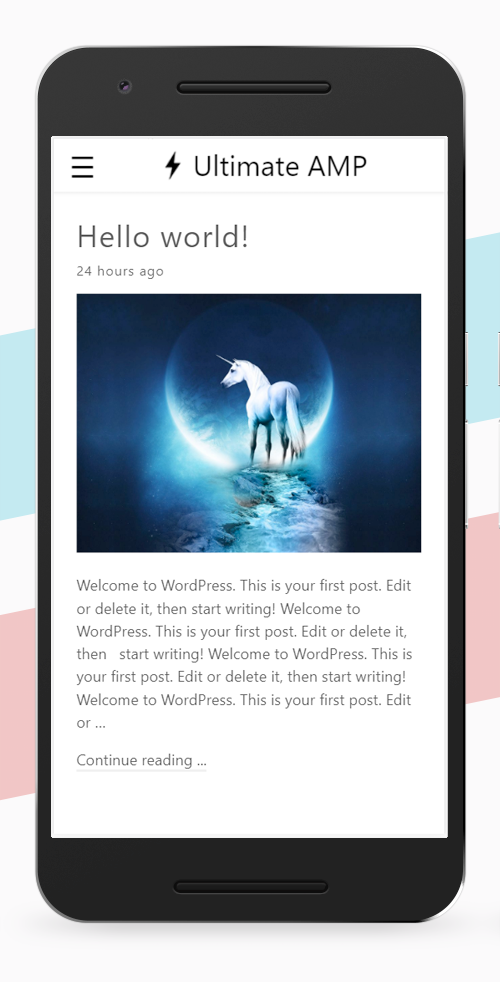 Ultimate AMP
Hello world!
24 hours ago
Welcome to WordPress. This is your first post. Edit
or delete it, then start writing! Welcome to
WordPress. This is your first post. Edit or delete it,
then start writing! Welcome to WordPress. This is
your first post. Edit or delete it, then start writing!
Welcome to WordPress. This is your first post. Edit
or ...
Continue reading ...